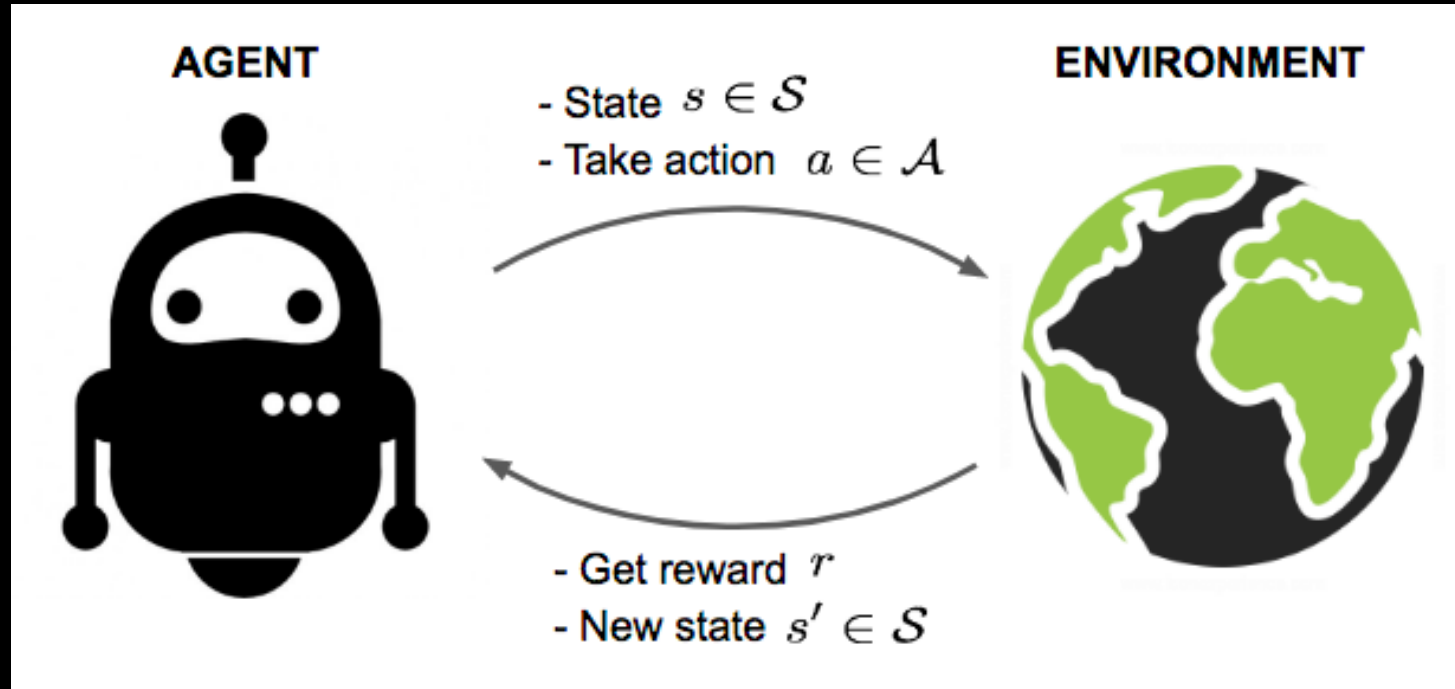 AGENT
ENVIRONMENT
- State s ∈ 𝒮
- Take action a ∈ 𝒜
- Get reward r
- New state s′ ∈ 𝒮